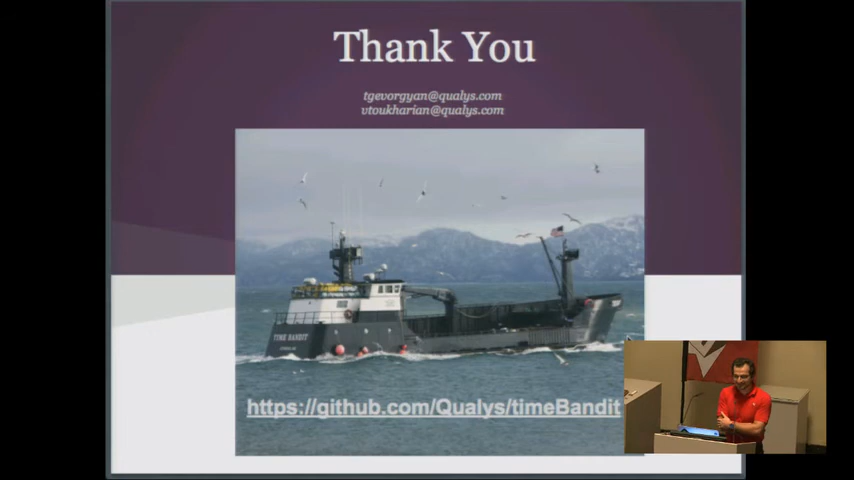 Thank You
tgevorgyan@qualys.com
vtoukharian@qualys.com
TIME BANDIT
https://github.com/Qualys/timeBandit